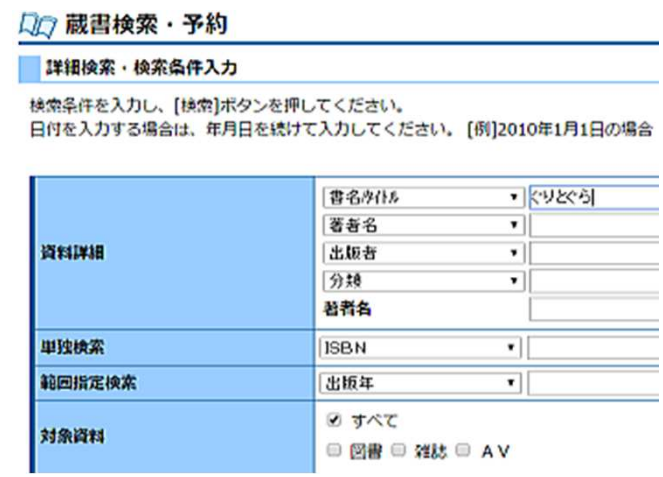 蔵書検索・予約
詳細検索・検索条件入力
検索条件を入力し、[検索]ボタンを押してください。
日付を入力する場合は、年月日を続けて入力してください。 [例]2010年1月1日の場合
資料詳細
書名タイトル ぐりとぐら
著者名
出版者
分類
著者名
単独検索 ISBN
範囲指定検索 出版年
対象資料
すべて
図書 雑誌 AV